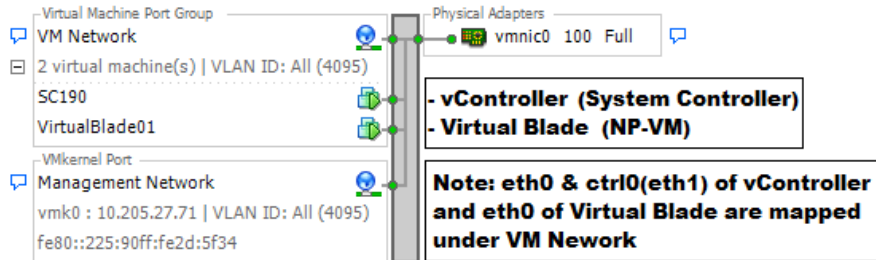 Virtual Machine Port Group
VM Network
2 virtual machine(s) | VLAN ID: All (4095)
SC190
VirtualBlade01
VMkernel Port
Management Network
vmk0 : 10.205.27.71 | VLAN ID: All (4095)
fe80::225:90ff:fe2d:5f34
Physical Adapters
vmnic0 100 Full
- vController (System Controller)
- Virtual Blade (NP-VM)
Note: eth0 & ctrl0(eth1) of vController
and eth0 of Virtual Blade are mapped
under VM Nework